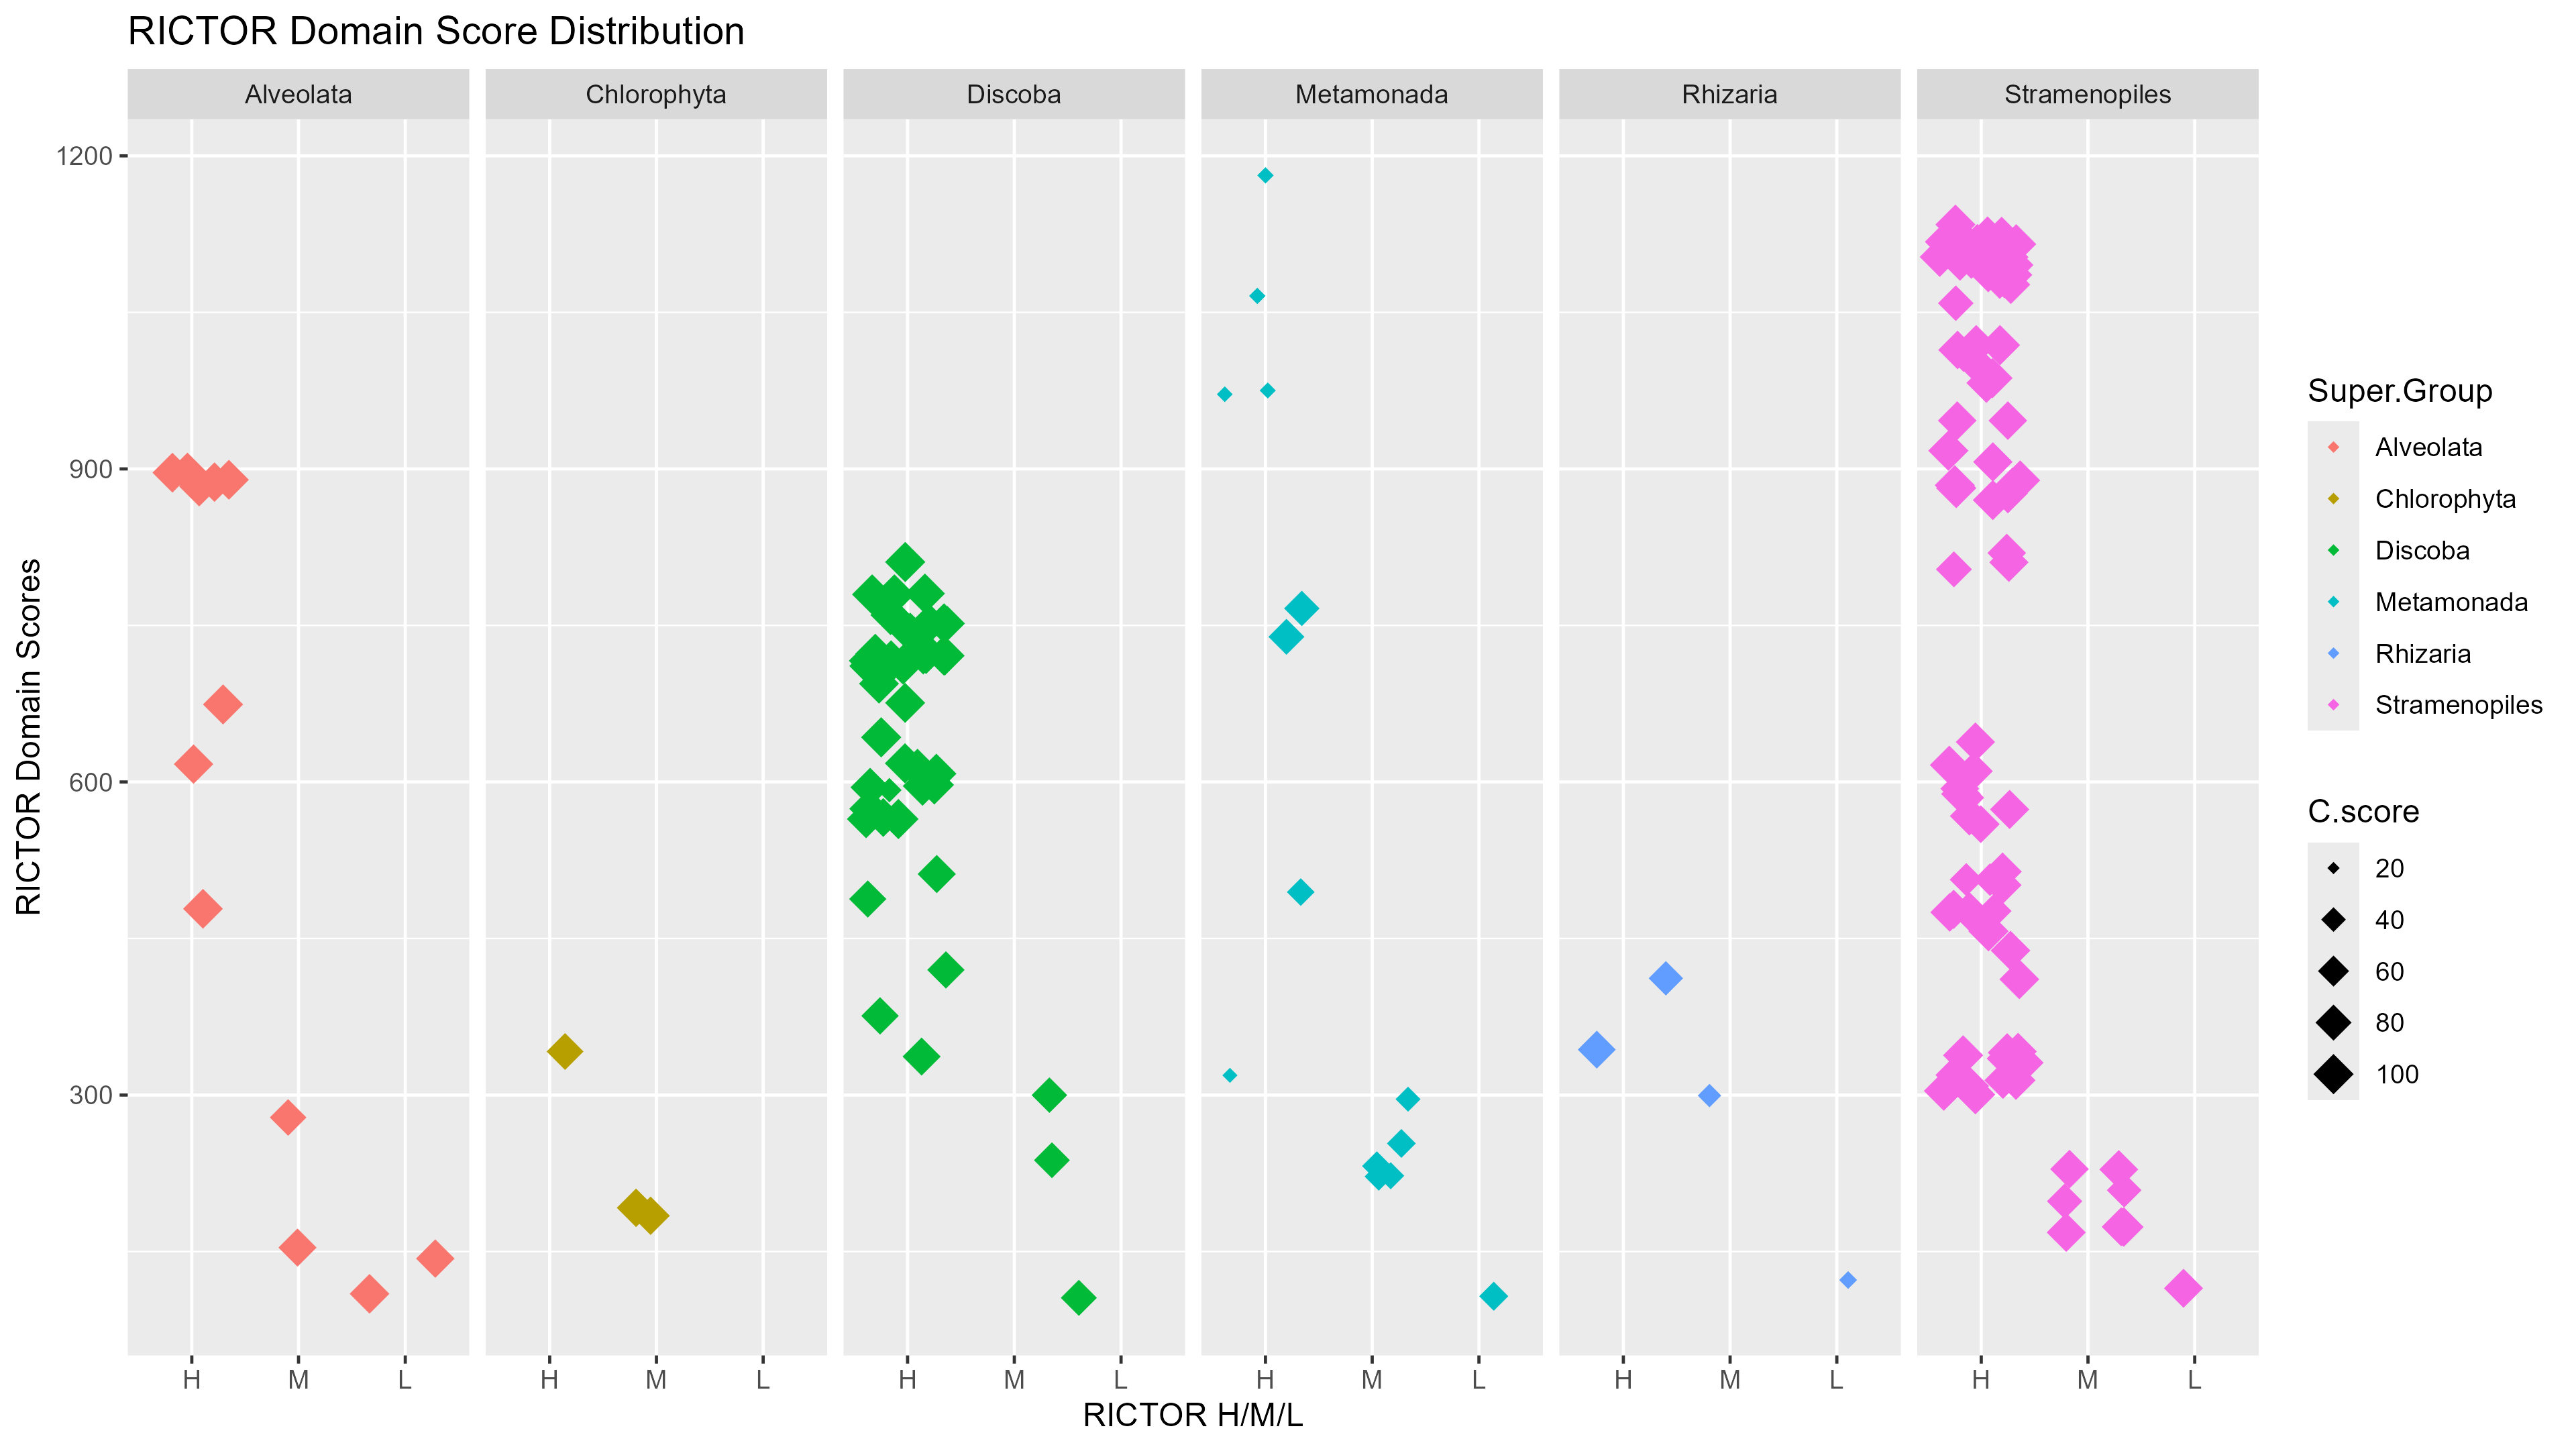 RICTOR Domain Score Distribution
Alveolata
Chlorophyta
Discoba
Metamonada
Rhizaria
Stramenopiles
RICTOR Domain Scores
1200
900
600
300
H M L
H M L
H M L
H M L
H M L
H M L
RICTOR H/M/L
Super.Group
Alveolata
Chlorophyta
Discoba
Metamonada
Rhizaria
Stramenopiles
C.score
20
40
60
80
100